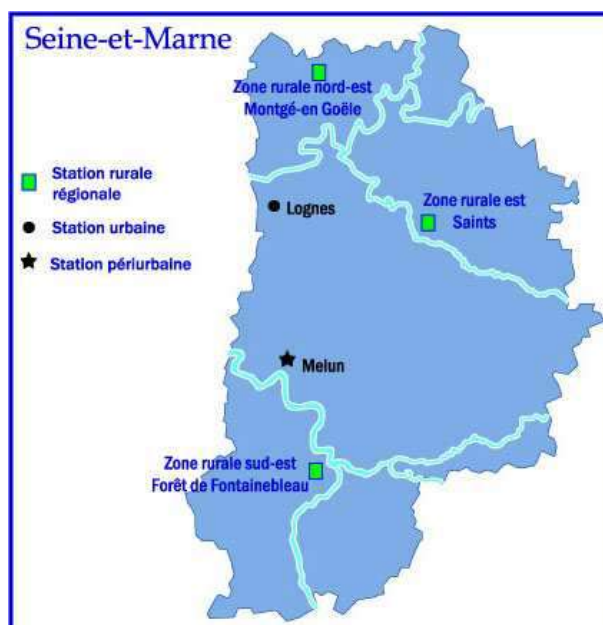 Seine-et-Marne
Zone rurale nord-est
Montgé-en Goële
Station rurale
régionale
Station urbaine
Station périurbaine
Lognes
Zone rurale est
Saints
Melun
Zone rurale sud-est
Forêt de Fontainebleau